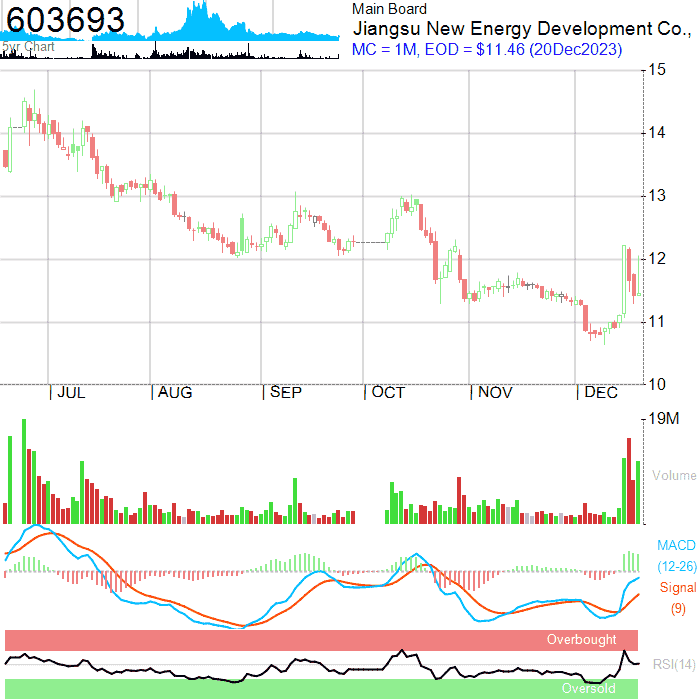 603693
5yr Chart
Main Board
Jiangsu New Energy Development Co.,
MC = 1M, EOD = $11.46 (20Dec2023)
15
14
13
12
11
10
JUL AUG SEP OCT NOV DEC
19M
Volume
MACD
(12-26)
Signal
(9)
Overbought
RSI(14)
Oversold